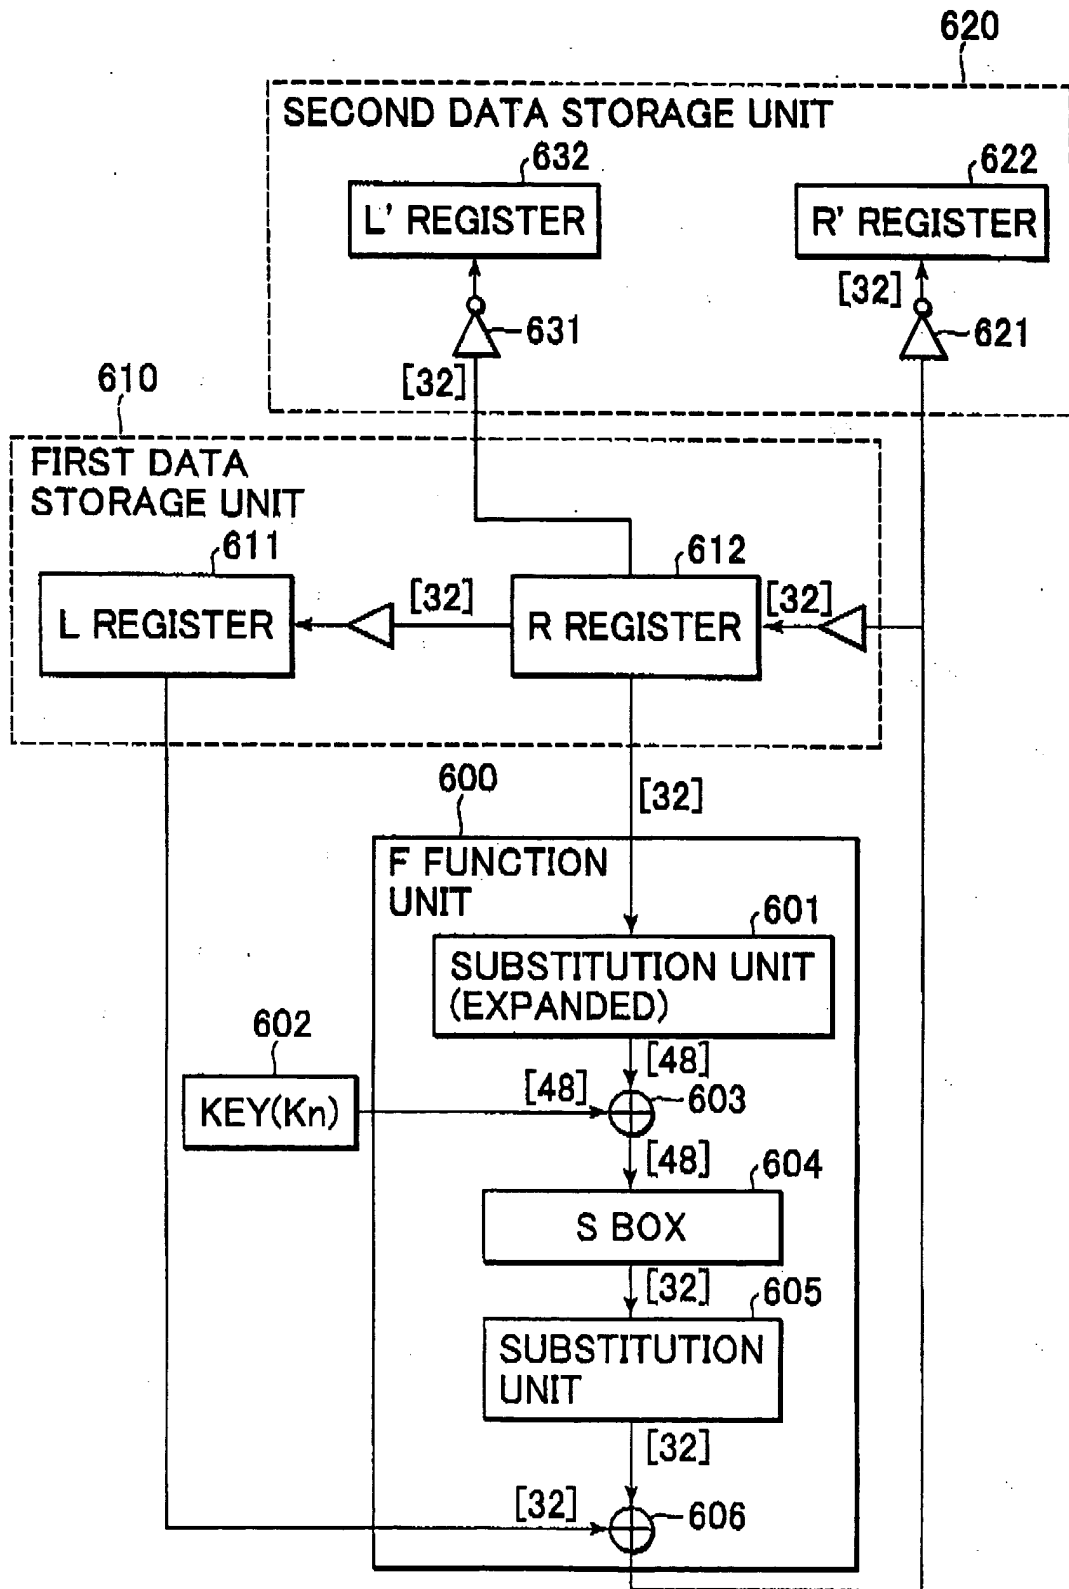 620
SECOND DATA STORAGE UNIT
632
622
L' REGISTER
R' REGISTER
[32]
631
621
[32]
610
FIRST DATA
STORAGE UNIT
611
612
[32]
[32]
L REGISTER
R REGISTER
600
[32]
F FUNCTION
UNIT
601
SUBSTITUTION UNIT
(EXPANDED)
602
[48]
[48]
603
KEY(Kn)
[48]
604
S BOX
[32]
605
SUBSTITUTION
UNIT
[32]
[32]
606